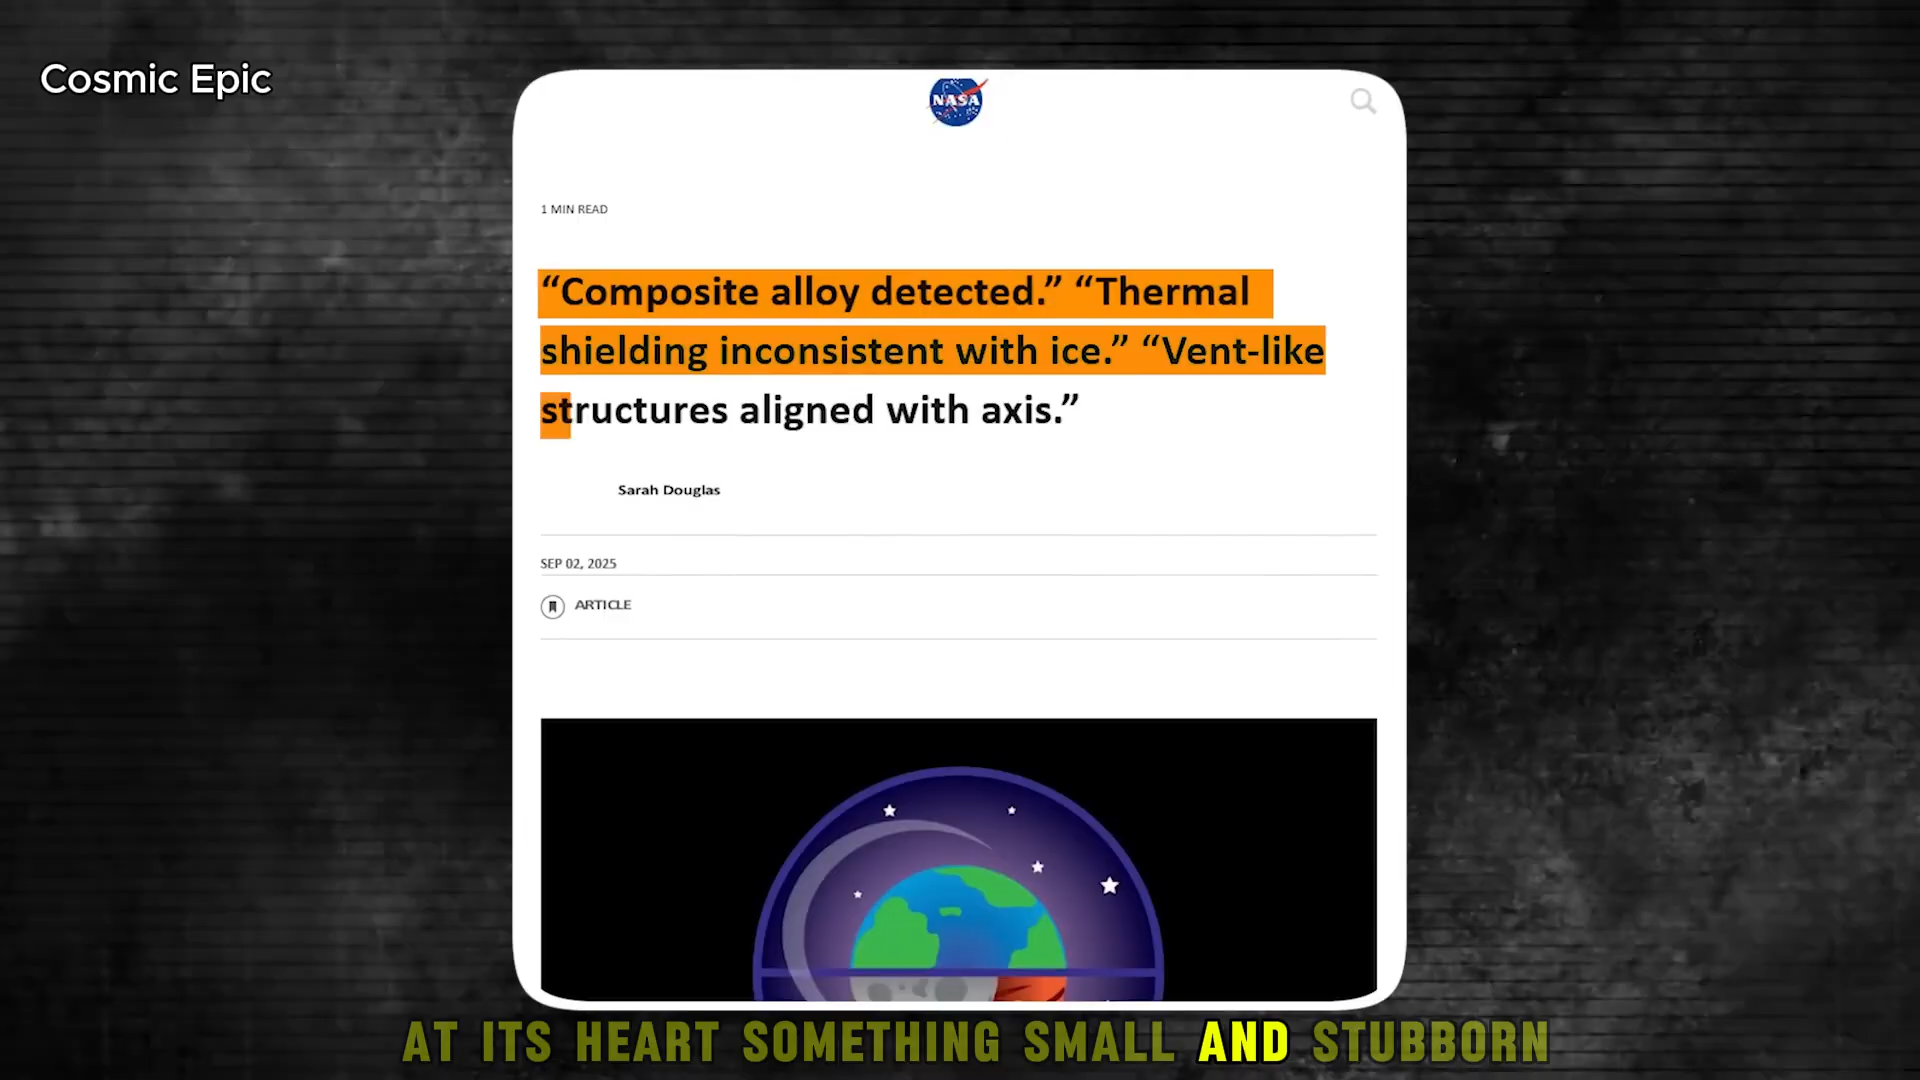 Cosmic Epic
NASA
1 MIN READ
“Composite alloy detected.” “Thermal
shielding inconsistent with ice.” “Vent-like
structures aligned with axis.”
Sarah Douglas
SEP 02, 2025
ARTICLE
AT ITS HEART SOMETHING SMALL AND STUBBORN